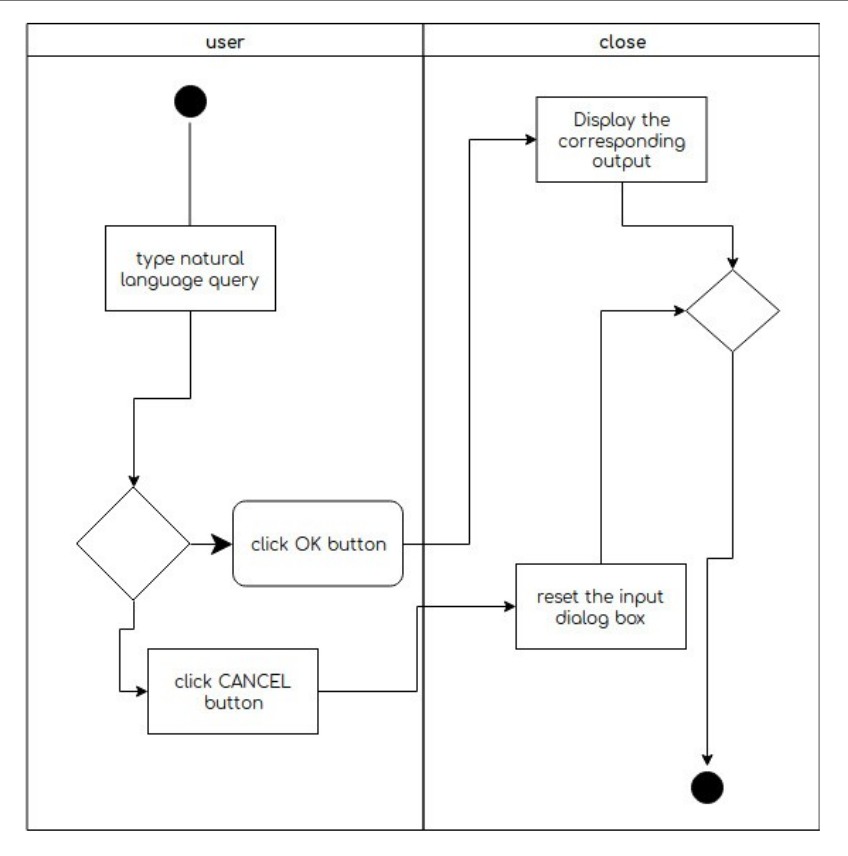 user
close
Display the
corresponding
output
type natural
language query
click OK button
reset the input
dialog box
click CANCEL
button